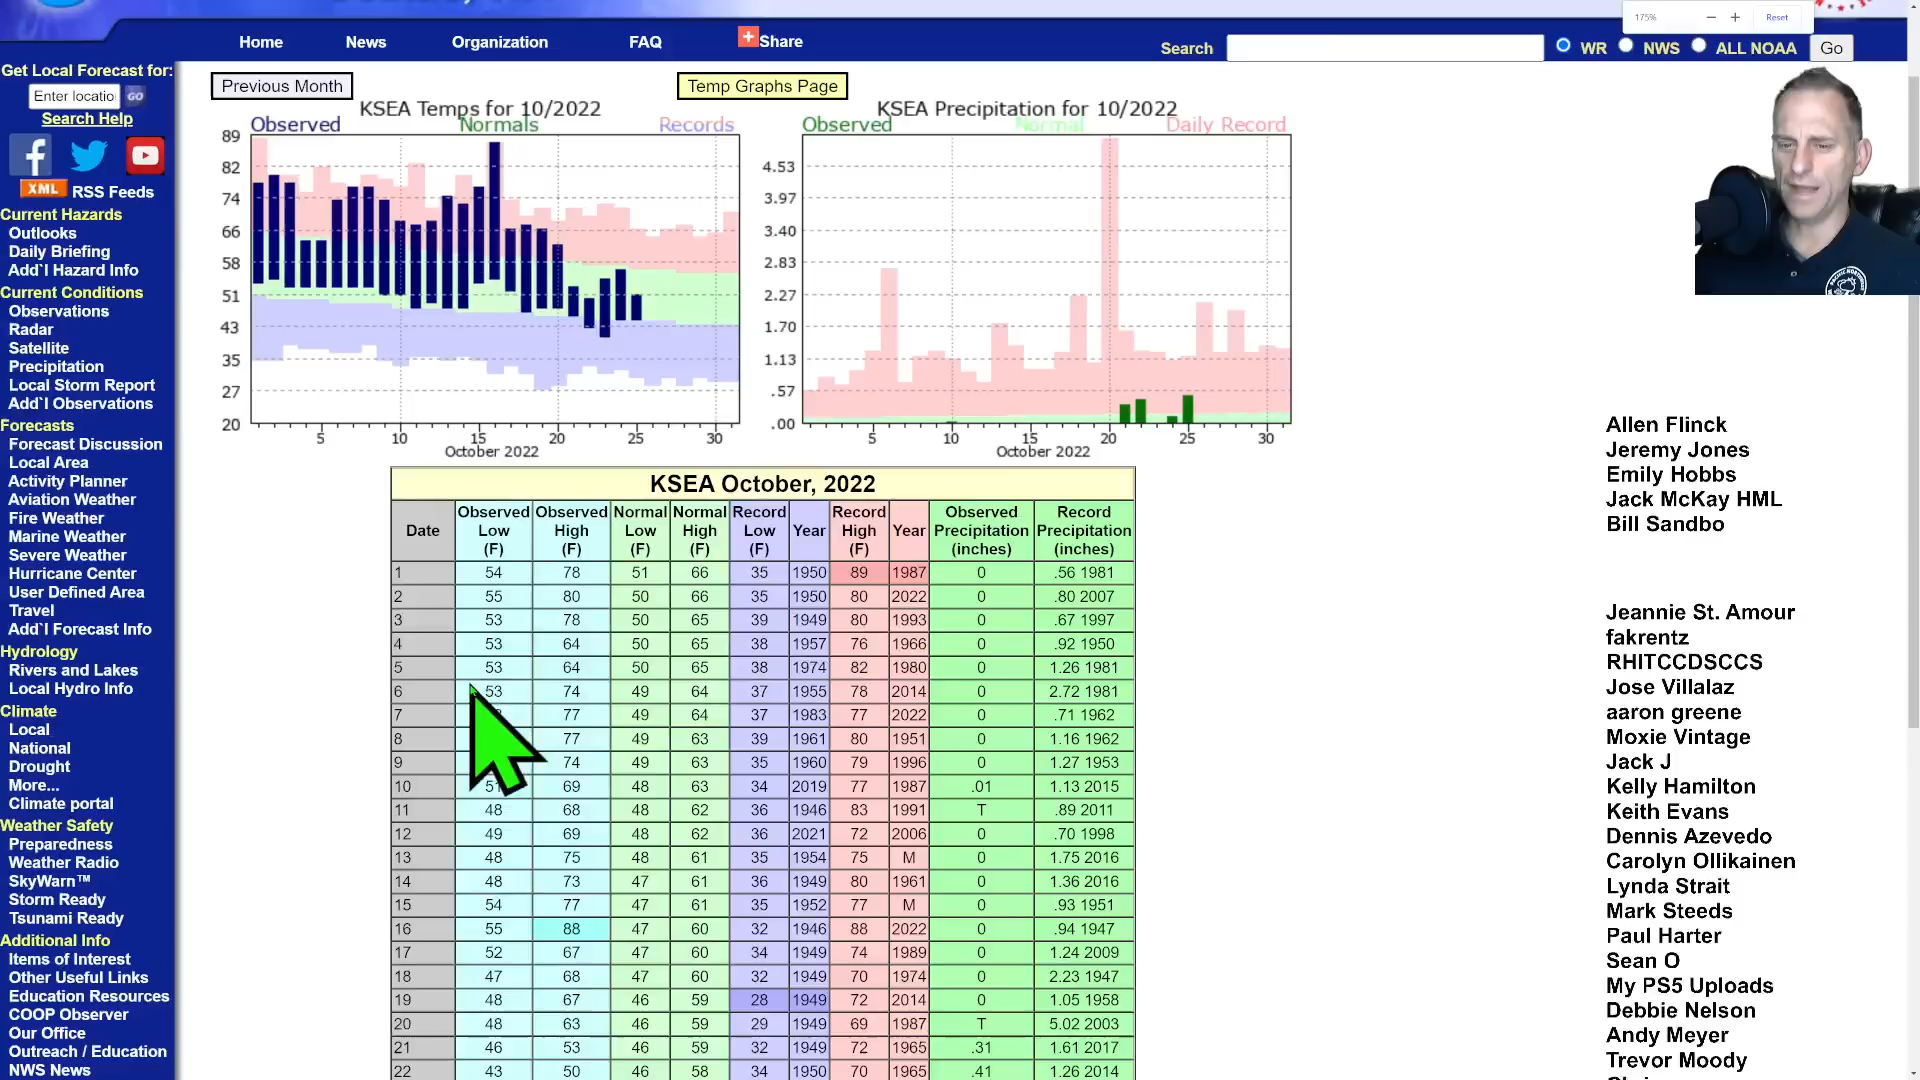 175%
Reset
Home
News
Organization
FAQ
Share
Search
WR
NWS
ALL NOAA
Go
Get Local Forecast for:
Enter locatio
GO
Search Help
XML RSS Feeds
Current Hazards
Outlooks
Daily Briefing
Add`l Hazard Info
Current Conditions
Observations
Radar
Satellite
Precipitation
Local Storm Report
Add`l Observations
Forecasts
Forecast Discussion
Local Area
Activity Planner
Aviation Weather
Fire Weather
Marine Weather
Severe Weather
Hurricane Center
User Defined Area
Travel
Add`l Forecast Info
Hydrology
Rivers and Lakes
Local Hydro Info
Climate
Local
National
Drought
More...
Climate portal
Weather Safety
Preparedness
Weather Radio
SkyWarn™
Storm Ready
Tsunami Ready
Additional Info
Items of Interest
Other Useful Links
Education Resources
COOP Observer
Our Office
Outreach / Education
NWS News
Previous Month
Temp Graphs Page
KSEA Temps for 10/2022
Observed Normals Records
89
82
74
66
58
51
43
35
27
20
5 10 15 20 25 30
October 2022
KSEA Precipitation for 10/2022
Observed Normal Daily Record
4.53
3.97
3.40
2.83
2.27
1.70
1.13
.57
.00
5 10 15 20 25 30
October 2022
KSEA October, 2022
Date Observed Low (F) Observed High (F) Normal Low (F) Normal High (F) Record Low (F) Year Record High (F) Year Observed Precipitation (inches) Record Precipitation (inches)
1 54 78 51 66 35 1950 89 1987 0 .56 1981
2 55 80 50 66 35 1950 80 2022 0 .80 2007
3 53 78 50 65 39 1949 80 1993 0 .67 1997
4 53 64 50 65 38 1957 76 1966 0 .92 1950
5 53 64 50 65 38 1974 82 1980 0 1.26 1981
6 53 74 49 64 37 1955 78 2014 0 2.72 1981
7 77 49 64 37 1983 77 2022 0 .71 1962
8 77 49 63 39 1961 80 1951 0 1.16 1962
9 74 49 63 35 1960 79 1996 0 1.27 1953
10 51 69 48 63 34 2019 77 1987 .01 1.13 2015
11 48 68 48 62 36 1946 83 1991 T .89 2011
12 49 69 48 62 36 2021 72 2006 0 .70 1998
13 48 75 48 61 35 1954 75 M 0 1.75 2016
14 48 73 47 61 36 1949 80 1961 0 1.36 2016
15 54 77 47 61 35 1952 77 M 0 .93 1951
16 55 88 47 60 32 1946 88 2022 0 .94 1947
17 52 67 47 60 34 1949 74 1989 0 1.24 2009
18 47 68 47 60 32 1949 70 1974 0 2.23 1947
19 48 67 46 59 28 1949 72 2014 0 1.05 1958
20 48 63 46 59 29 1949 69 1987 T 5.02 2003
21 46 53 46 59 32 1949 72 1965 .31 1.61 2017
22 43 50 46 58 34 1950 70 1965 .41 1.26 2014
Allen Flinck
Jeremy Jones
Emily Hobbs
Jack McKay HML
Bill Sandbo
Jeannie St. Amour
fakrentz
RHITCCDSCCS
Jose Villalaz
aaron greene
Moxie Vintage
Jack J
Kelly Hamilton
Keith Evans
Dennis Azevedo
Carolyn Ollikainen
Lynda Strait
Mark Steeds
Paul Harter
Sean O
My PS5 Uploads
Debbie Nelson
Andy Meyer
Trevor Moody